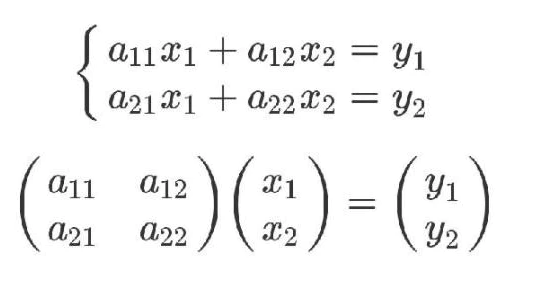 a₁₁x₁ + a₁₂x₂ = y₁
a₂₁x₁ + a₂₂x₂ = y₂
( a₁₁ a₁₂ ) ( x₁ ) = ( y₁ )
( a₂₁ a₂₂ ) ( x₂ ) ( y₂ )